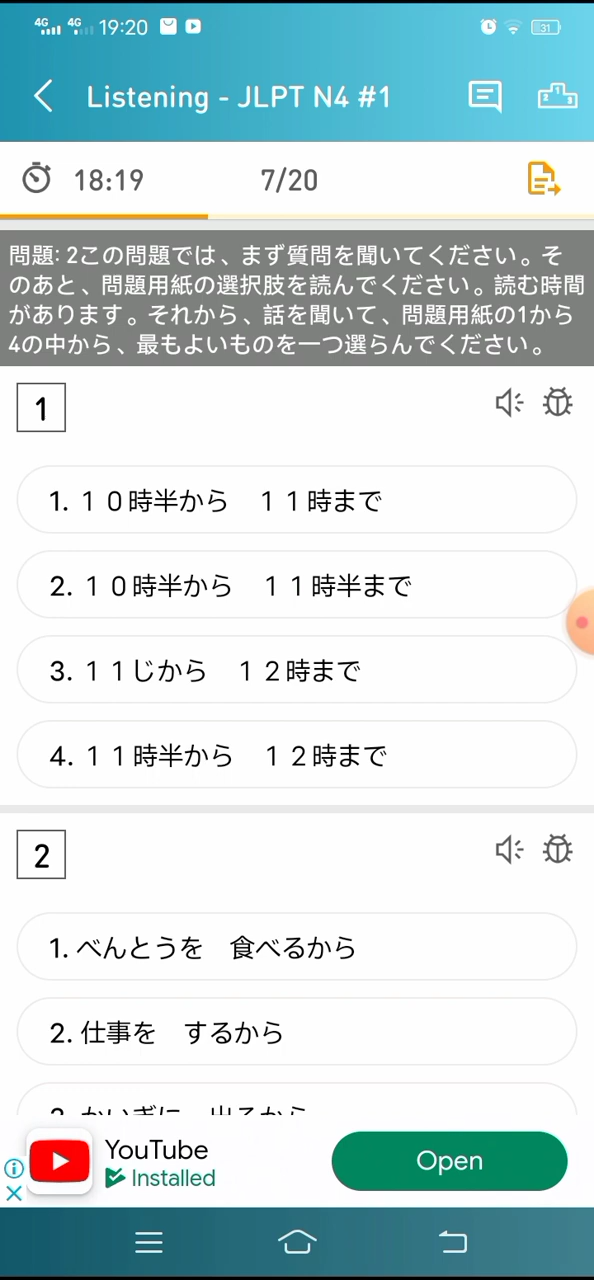 4G 4G 19:20 31
Listening - JLPT N4 #1
18:19 7/20
問題: 2この問題では、まず質問を聞いてください。そ
のあと、問題用紙の選択肢を読んでください。読む時間
があります。それから、話を聞いて、問題用紙の1から
4の中から、最もよいものを一つ選らんでください。
1
1. １０時半から　１１時まで
2. １０時半から　１１時半まで
3. １１じから　１２時まで
4. １１時半から　１２時まで
2
1. べんとうを　食べるから
2. 仕事を　するから
3. かいぎに　出るから
YouTube
Installed
Open